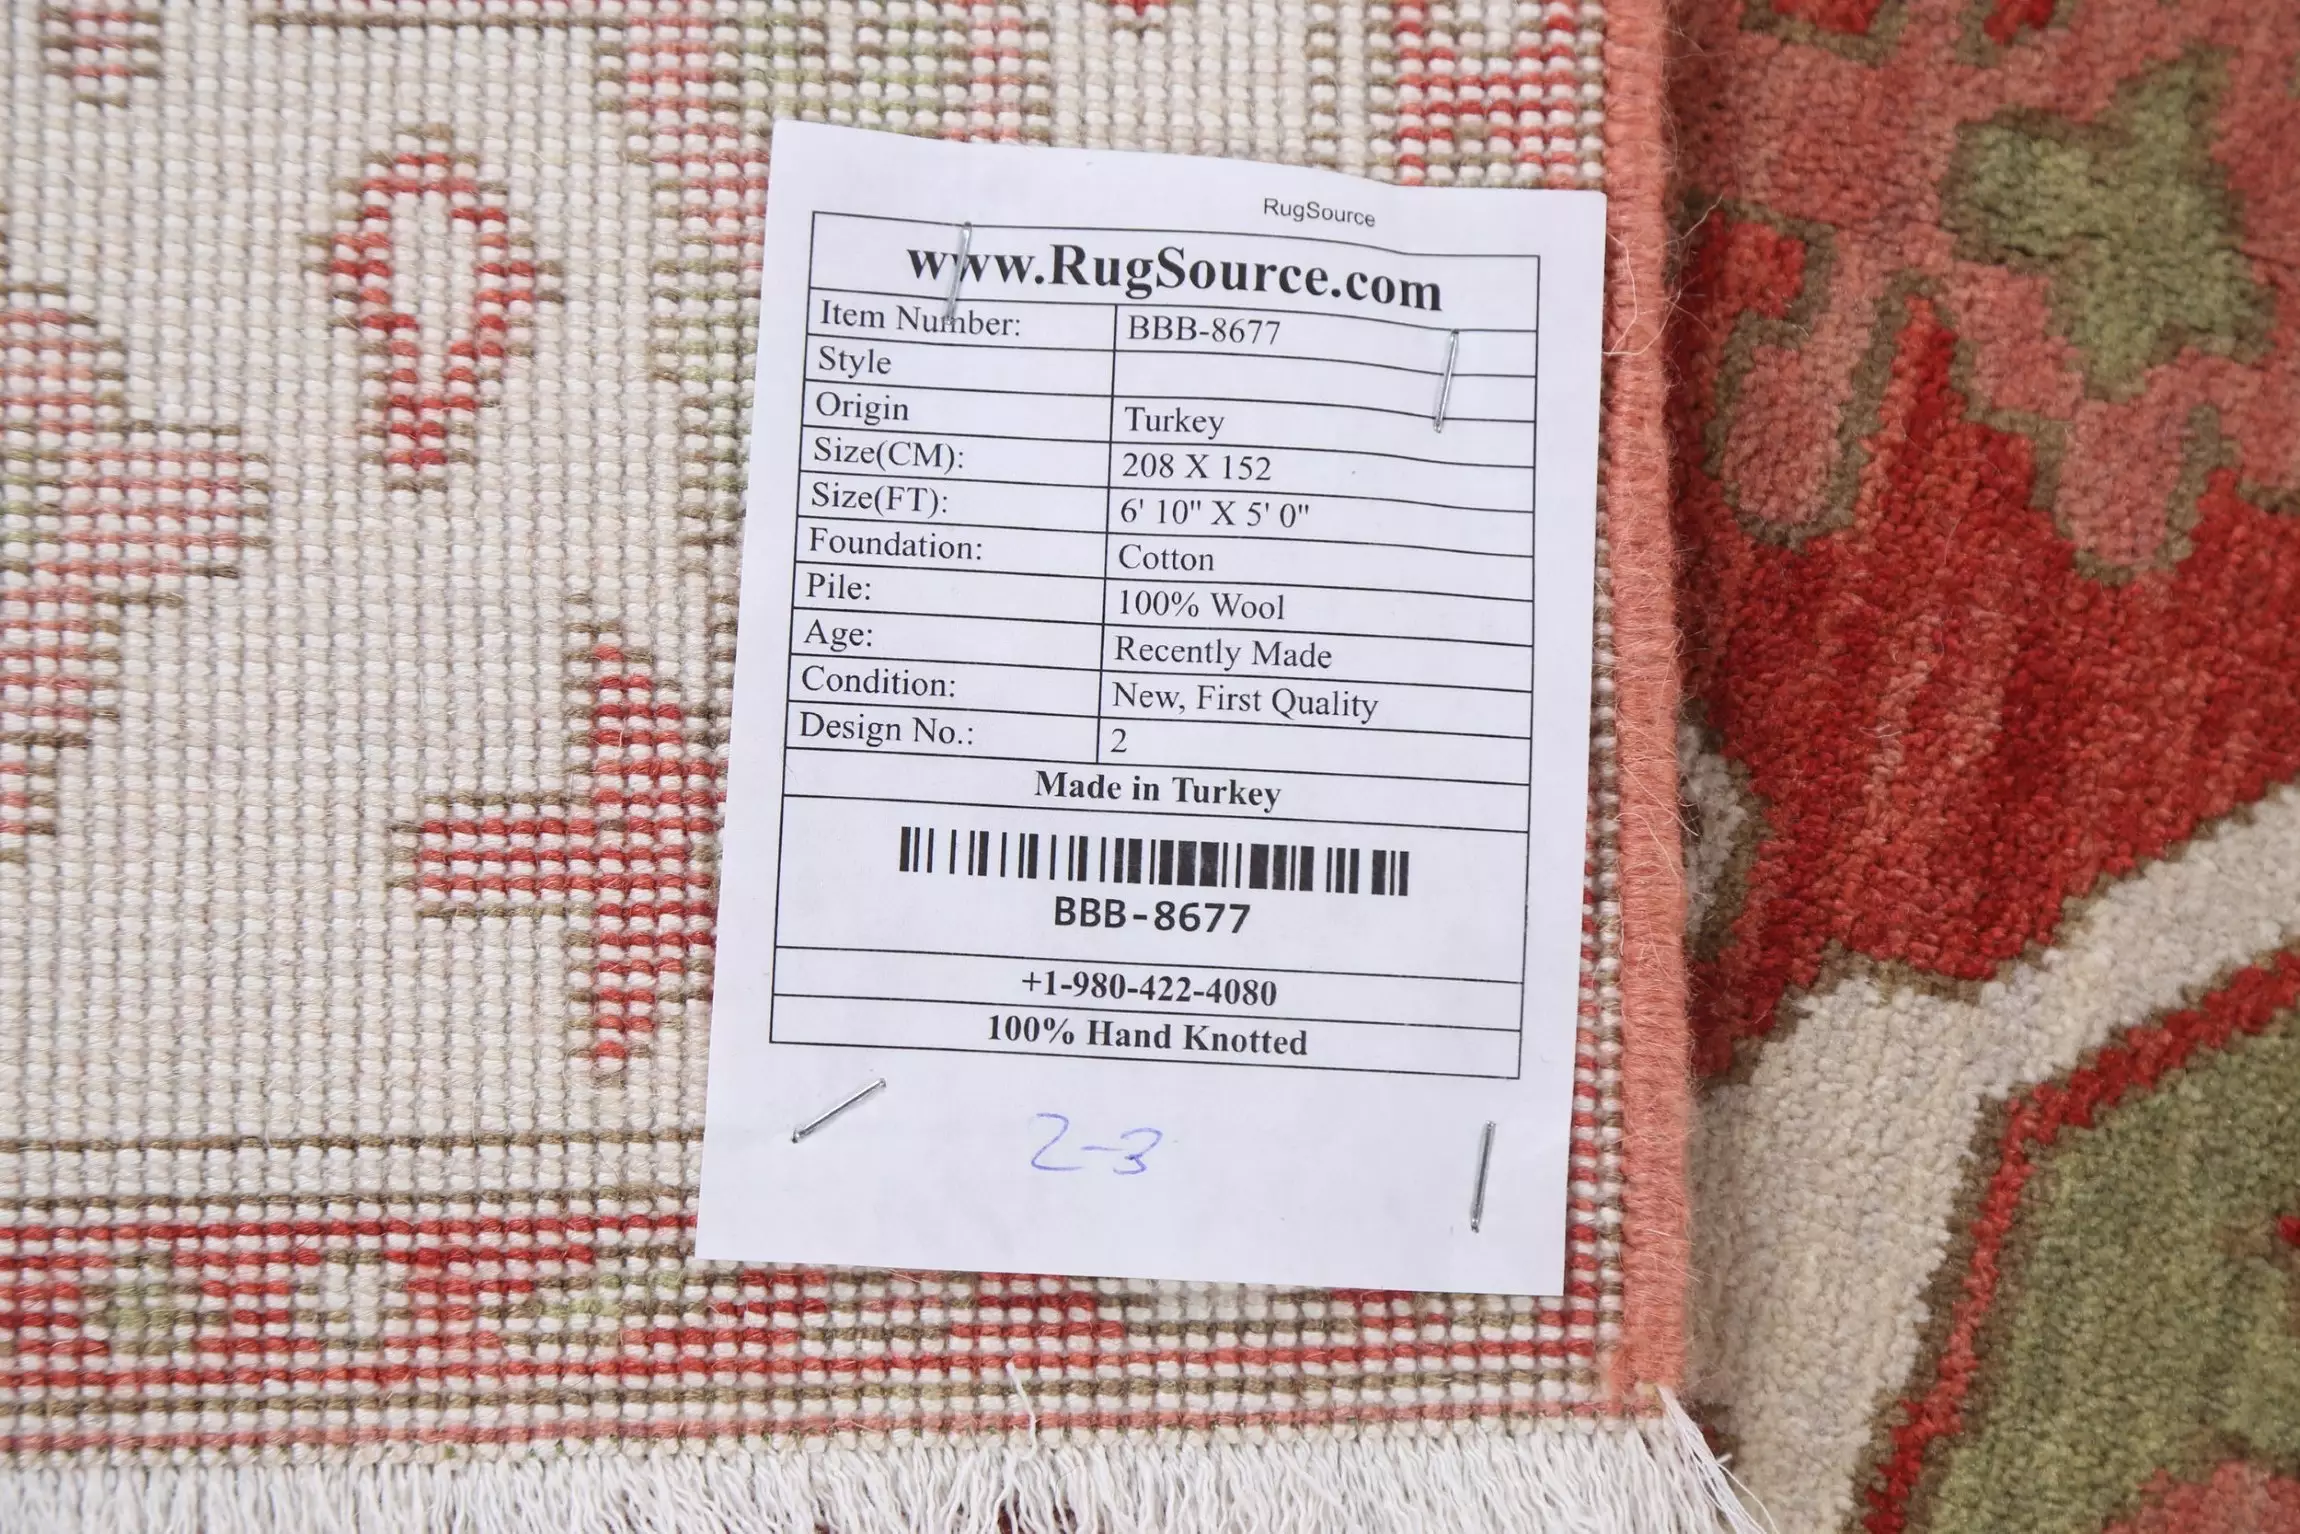 RugSource
www.RugSource.com
Item Number: BBB-8677
Style
Origin Turkey
Size(CM): 208 X 152
Size(FT): 6' 10" X 5' 0"
Foundation: Cotton
Pile: 100% Wool
Age: Recently Made
Condition: New, First Quality
Design No.: 2
Made in Turkey
BBB-8677
+1-980-422-4080
100% Hand Knotted
2-3